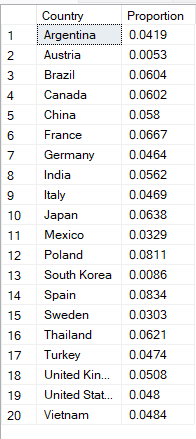 Country Proportion
1 Argentina 0.0419
2 Austria 0.0053
3 Brazil 0.0604
4 Canada 0.0602
5 China 0.058
6 France 0.0667
7 Germany 0.0464
8 India 0.0562
9 Italy 0.0469
10 Japan 0.0638
11 Mexico 0.0329
12 Poland 0.0811
13 South Korea 0.0086
14 Spain 0.0834
15 Sweden 0.0303
16 Thailand 0.0621
17 Turkey 0.0474
18 United Kin... 0.0508
19 United Stat... 0.048
20 Vietnam 0.0484